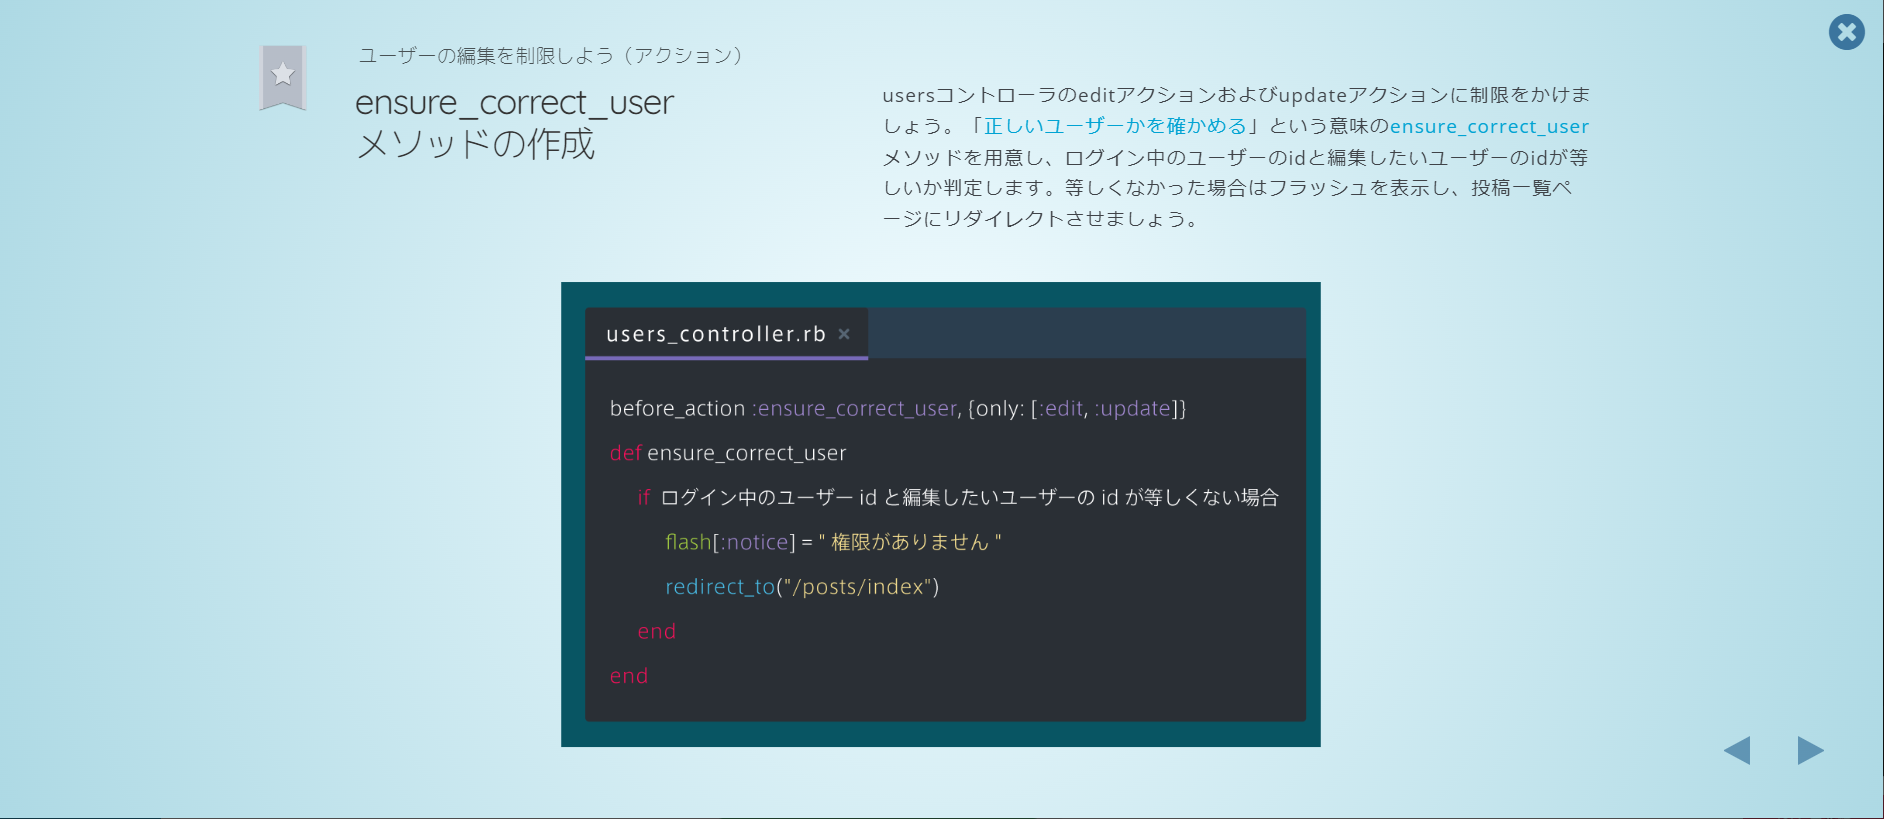 ユーザーの編集を制限しよう（アクション）
ensure_correct_user
メソッドの作成
usersコントローラのeditアクションおよびupdateアクションに制限をかけま
しょう。「正しいユーザーかを確かめる」という意味のensure_correct_user
メソッドを用意し、ログイン中のユーザーのidと編集したいユーザーのidが等
しいか判定します。等しくなかった場合はフラッシュを表示し、投稿一覧ペ
ージにリダイレクトさせましょう。
users_controller.rb ×
before_action :ensure_correct_user, {only: [:edit, :update]}
def ensure_correct_user
if ログイン中のユーザー id と編集したいユーザーの id が等しくない場合
flash[:notice] = " 権限がありません "
redirect_to("/posts/index")
end
end